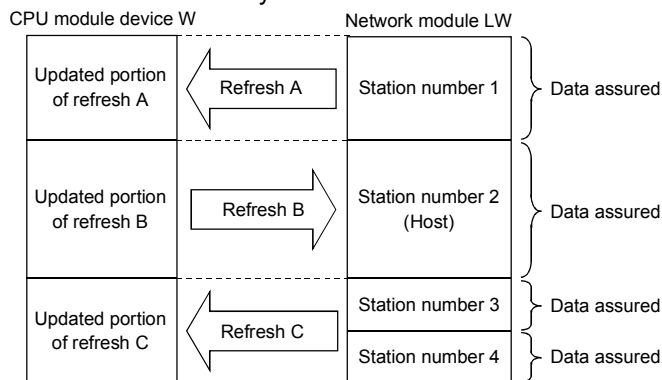 CPU module device W
Network module LW
Updated portion
of refresh A
Refresh A
Station number 1
Data assured
Updated portion
of refresh B
Refresh B
Station number 2
(Host)
Data assured
Updated portion
of refresh C
Refresh C
Station number 3
Data assured
Station number 4
Data assured